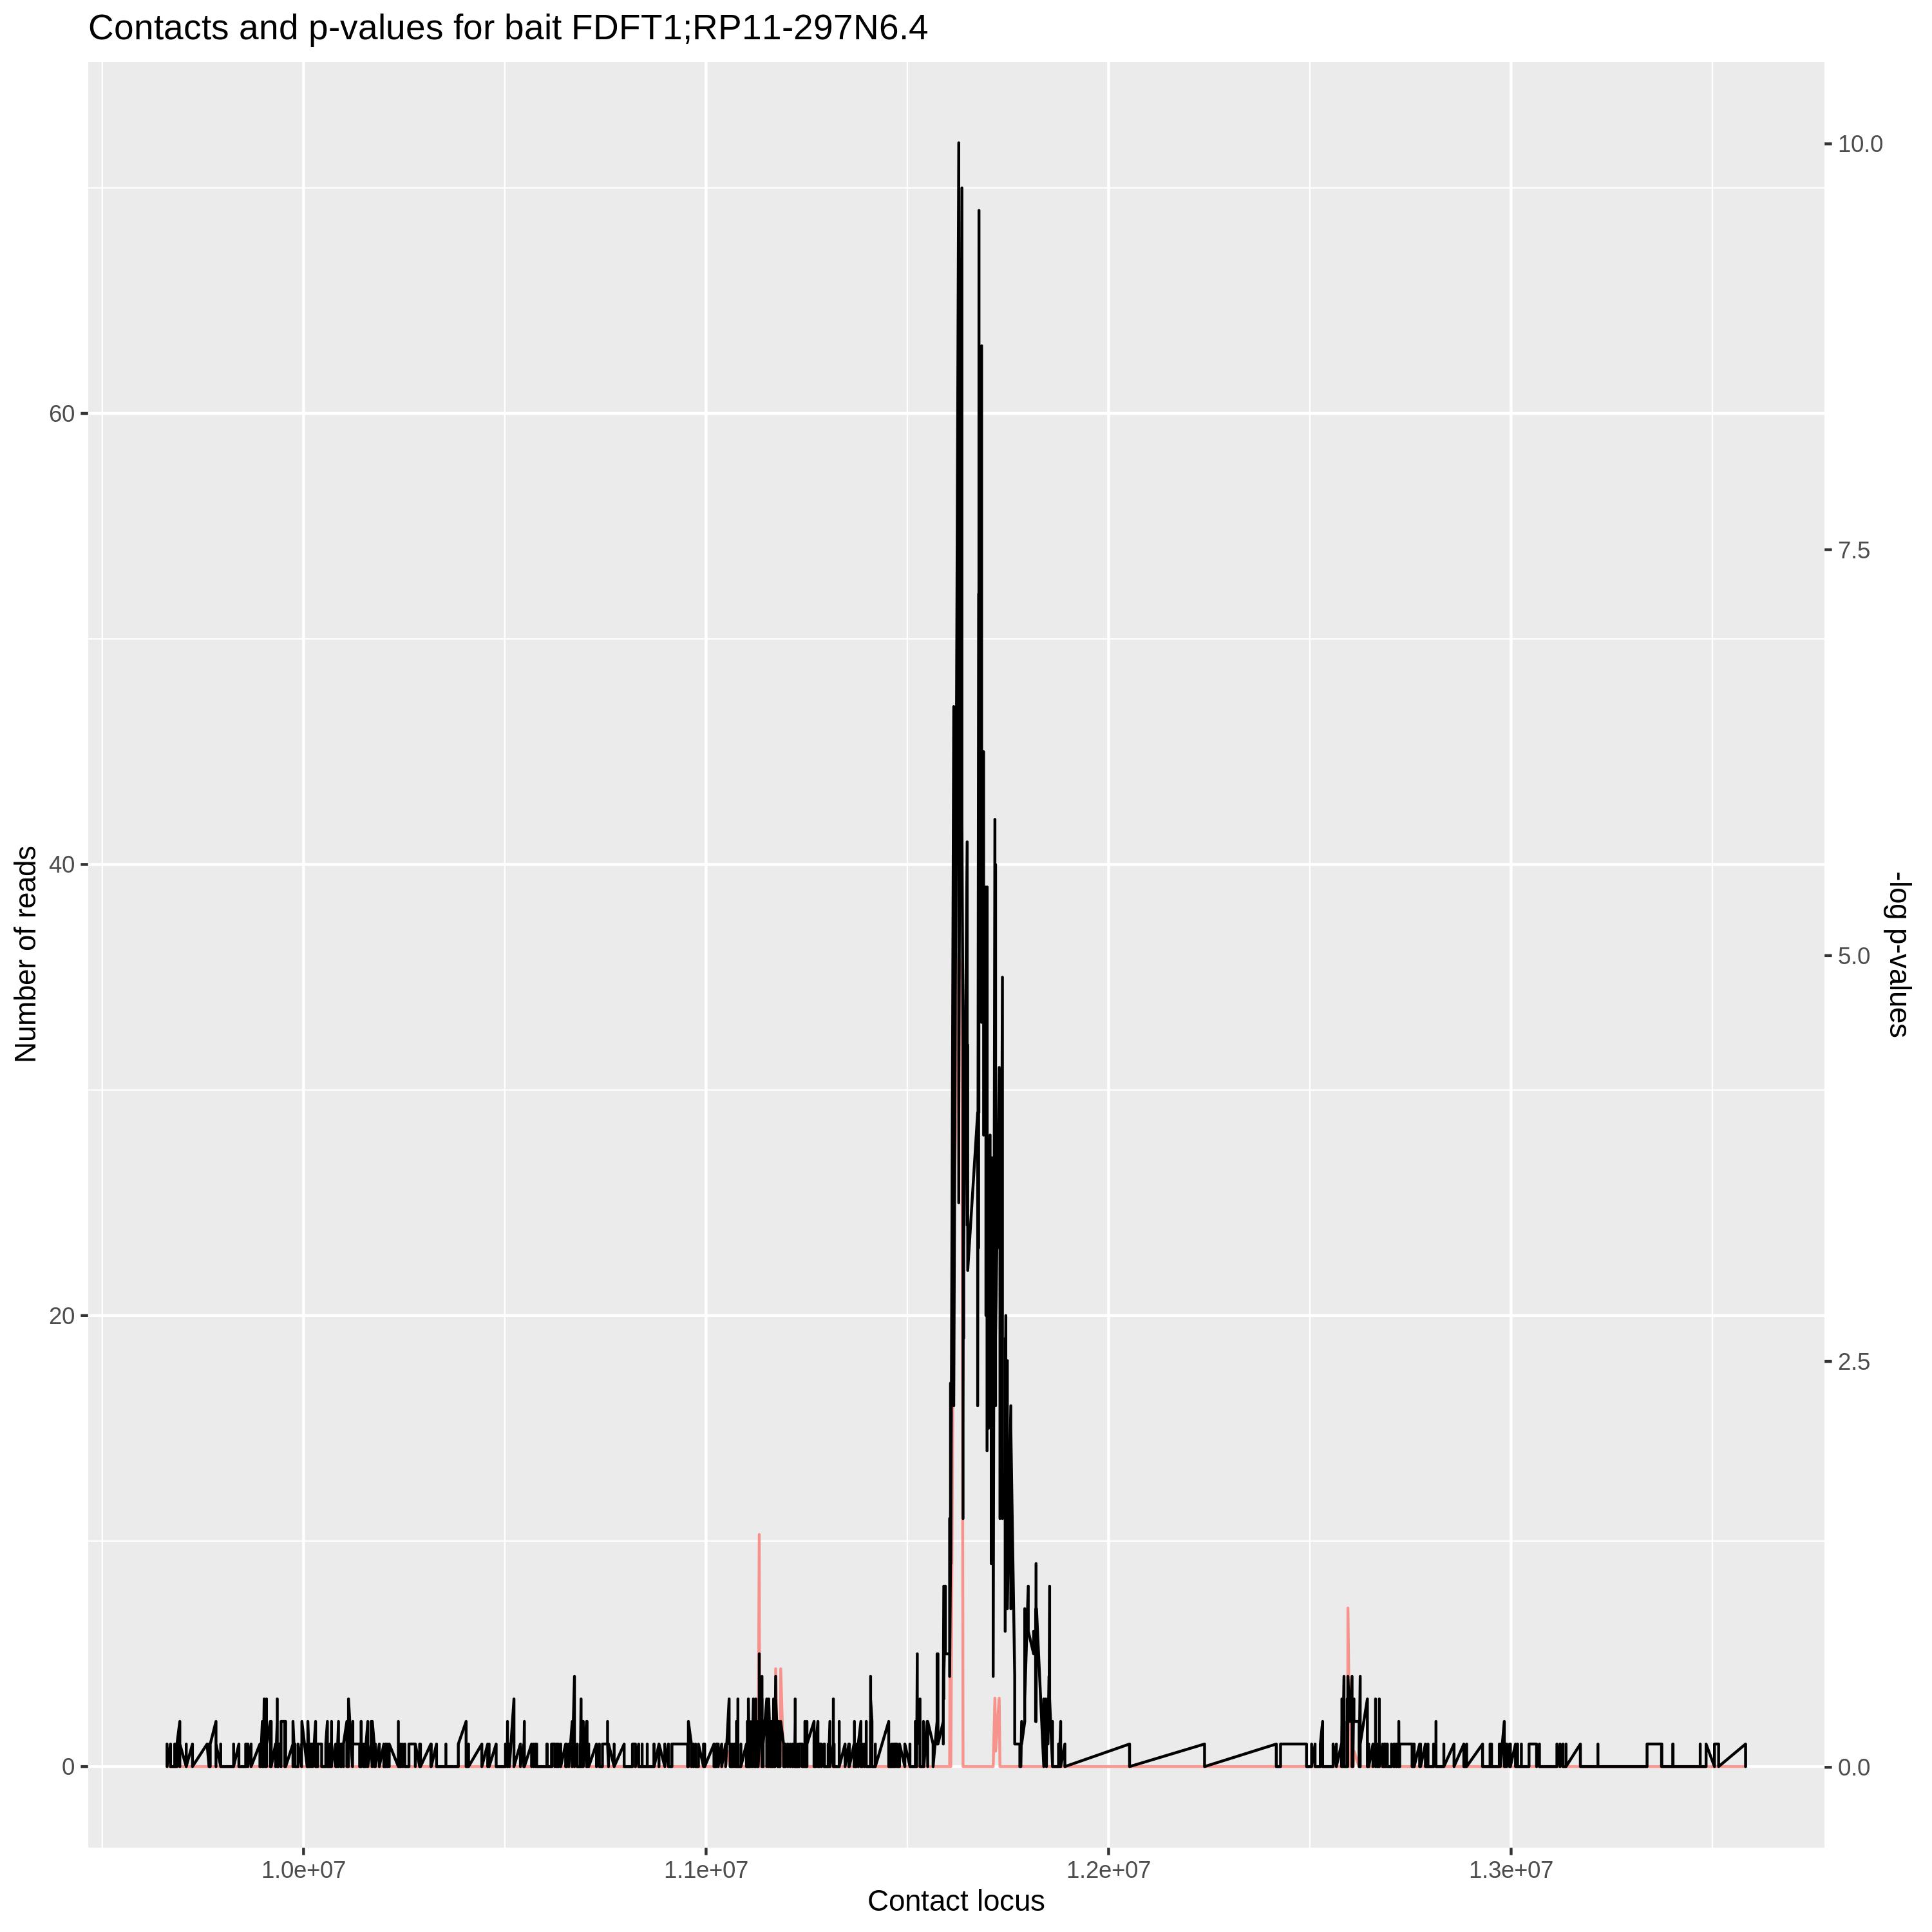 Contacts and p-values for bait FDFT1;RP11-297N6.4
Number of reads
60
40
20
0
10.0
7.5
5.0
2.5
0.0
-log p-values
1.0e+07 1.1e+07 1.2e+07 1.3e+07
Contact locus